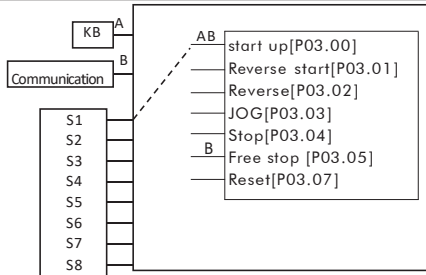 KB
A
B
Communication
S1
S2
S3
S4
S5
S6
S7
S8
AB
start up[P03.00]
Reverse start[P03.01]
Reverse[P03.02]
JOG[P03.03]
Stop[P03.04]
B
Free stop [P03.05]
Reset[P03.07]